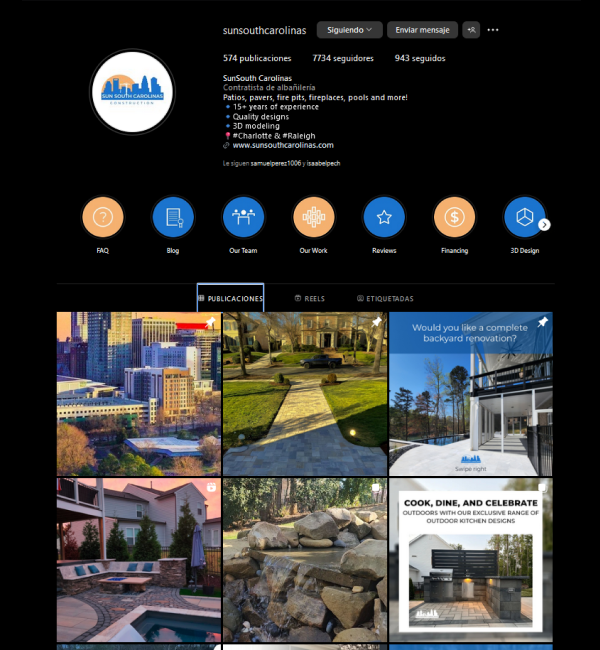 sunsouthcarolinas
Siguiendo
Enviar mensaje
574 publicaciones
7734 seguidores
943 seguidos
SunSouth Carolinas
Contratista de albañilería
Patios, pavers, fire pits, fireplaces, pools and more!
🔹 15+ years of experience
🔹 Quality designs
🔹 3D modeling
📍#Charlotte & #Raleigh
www.sunsouthcarolinas.com
Le siguen samuelperez1006 y isaabelpech
SUN SOUTH CAROLINAS
CONSTRUCTION
FAQ
Blog
Our Team
Our Work
Reviews
Financing
3D Design
PUBLICACIONES
REELS
ETIQUETADAS
Would you like a complete
backyard renovation?
Swipe right
COOK, DINE, AND CELEBRATE
OUTDOORS WITH OUR EXCLUSIVE RANGE OF
OUTDOOR KITCHEN DESIGNS